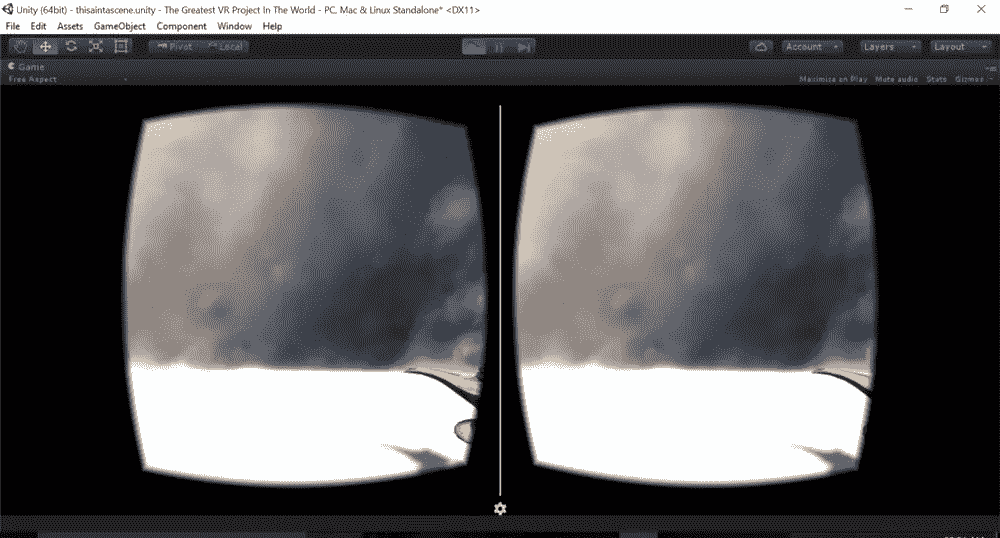 Unity (64bit) - thisaintascene.unity - The Greatest VR Project In The World - PC, Mac & Linux Standalone* <DX11>
File Edit Assets GameObject Component Window Help
Pivot Local Account Layers Layout
Game
Free Aspect Maximize on Play Mute audio Stats Gizmos